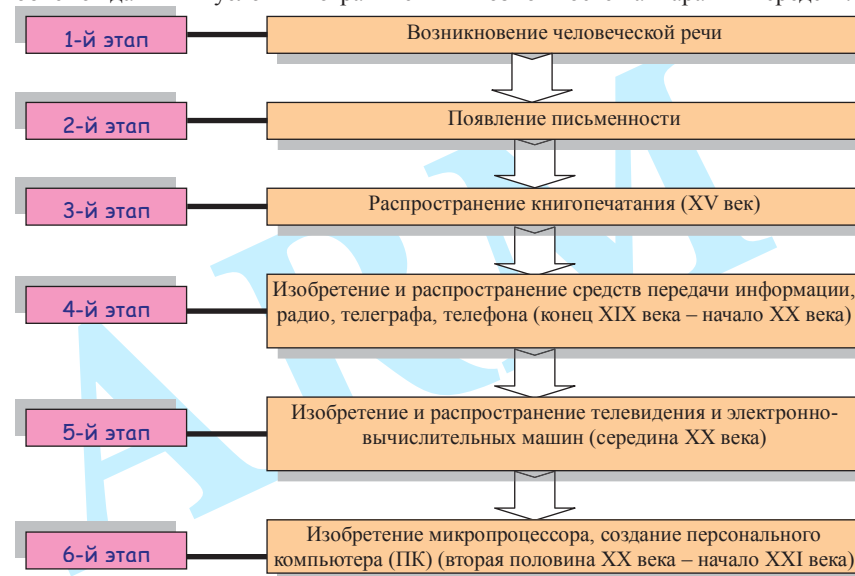 1-й этап
Возникновение человеческой речи
2-й этап
Появление письменности
3-й этап
Распространение книгопечатания (XV век)
4-й этап
Изобретение и распространение средств передачи информации,
радио, телеграфа, телефона (конец XIX века – начало XX века)
5-й этап
Изобретение и распространение телевидения и электронно-
вычислительных машин (середина XX века)
6-й этап
Изобретение микропроцессора, создание персонального
компьютера (ПК) (вторая половина XX века – начало XXI века)
ARM